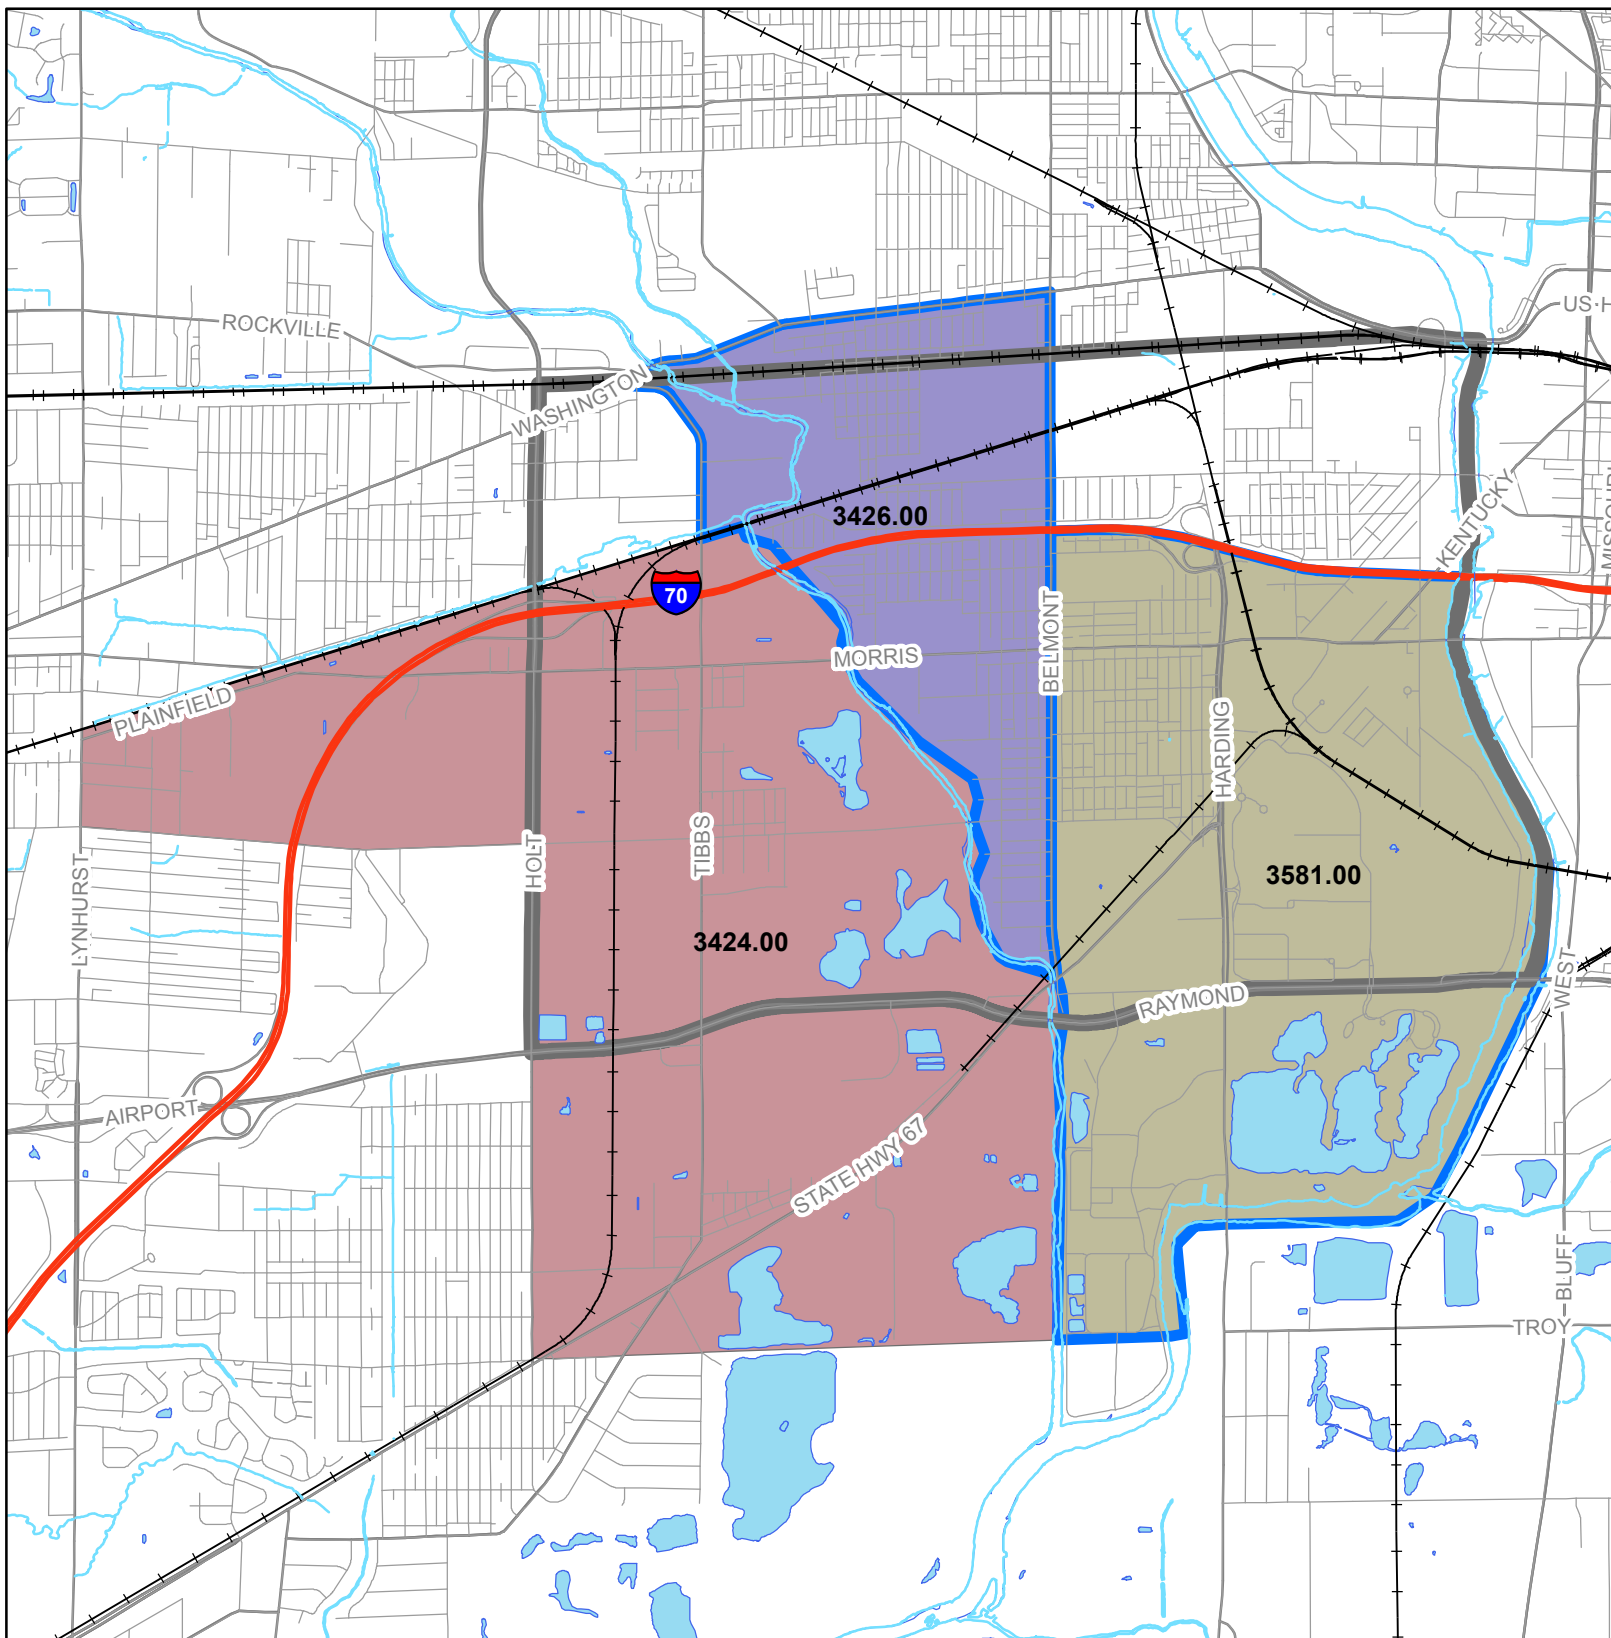 US H
ROCKVILLE
WASHINGTON
KENTUCKY
MISSOURI
3426.00
70
BELMONT
MORRIS
PLAINFIELD
HARDING
HOLT
TIBBS
LYNHURST
3581.00
3424.00
WEST
RAYMOND
AIRPORT
STATE HWY 67
BLUFF
TROY